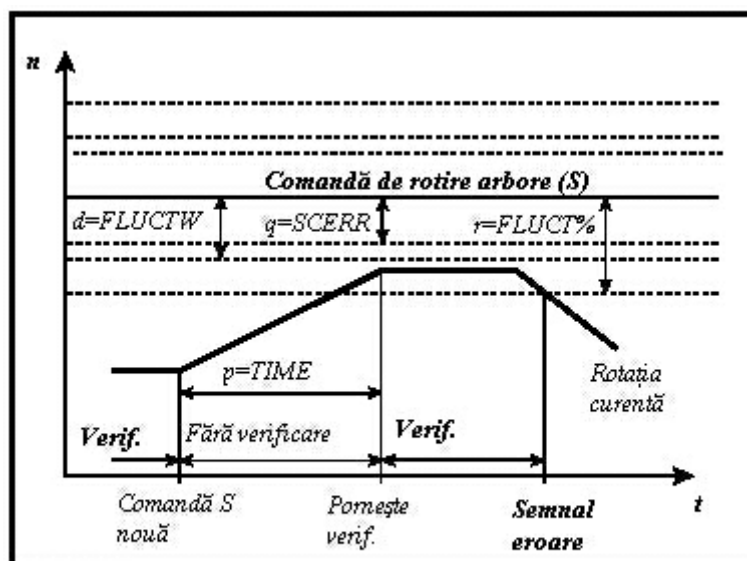 n
Comandă de rotire arbore (S)
d=FLUCTW q=SCERR r=FLUCT%
p=TIME
Rotația
curentă
Verif. Fără verificare Verif.
Comandă S
nouă
Pornește
verif.
Semnal
eroare
t